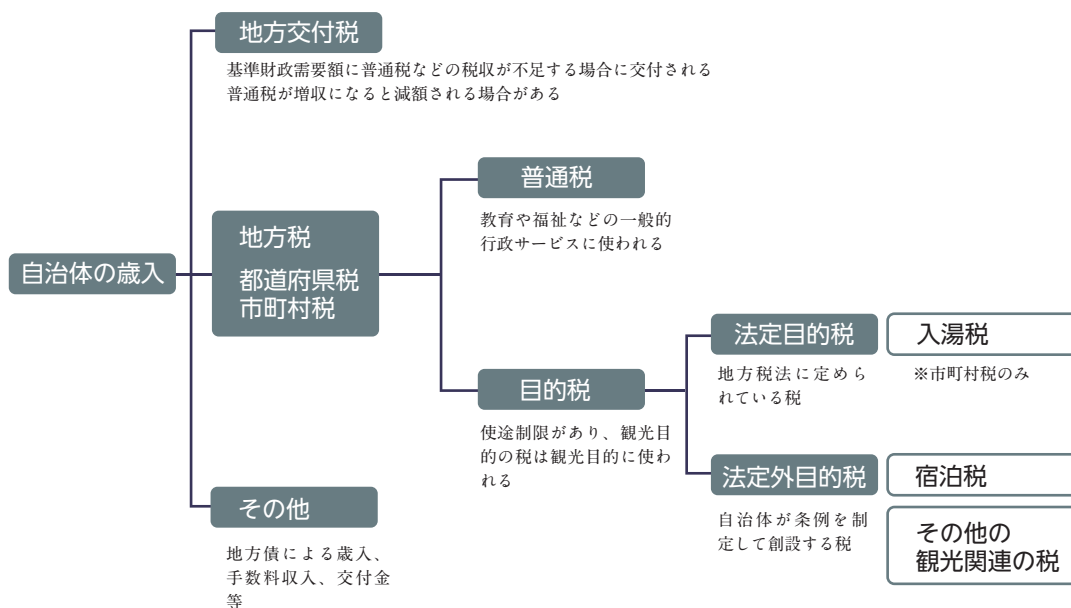 地方交付税
基準財政需要額に普通税などの税収が不足する場合に交付される
普通税が増収になると減額される場合がある
普通税
教育や福祉などの一般的
行政サービスに使われる
地方税
都道府県税
市町村税
自治体の歳入
法定目的税
入湯税
地方税法に定めら
れている税
※市町村税のみ
目的税
使途制限があり、観光目
的の税は観光目的に使わ
れる
法定外目的税
宿泊税
自治体が条例を制
定して創設する税
その他の
観光関連の税
その他
地方債による歳入、
手数料収入、交付金
等